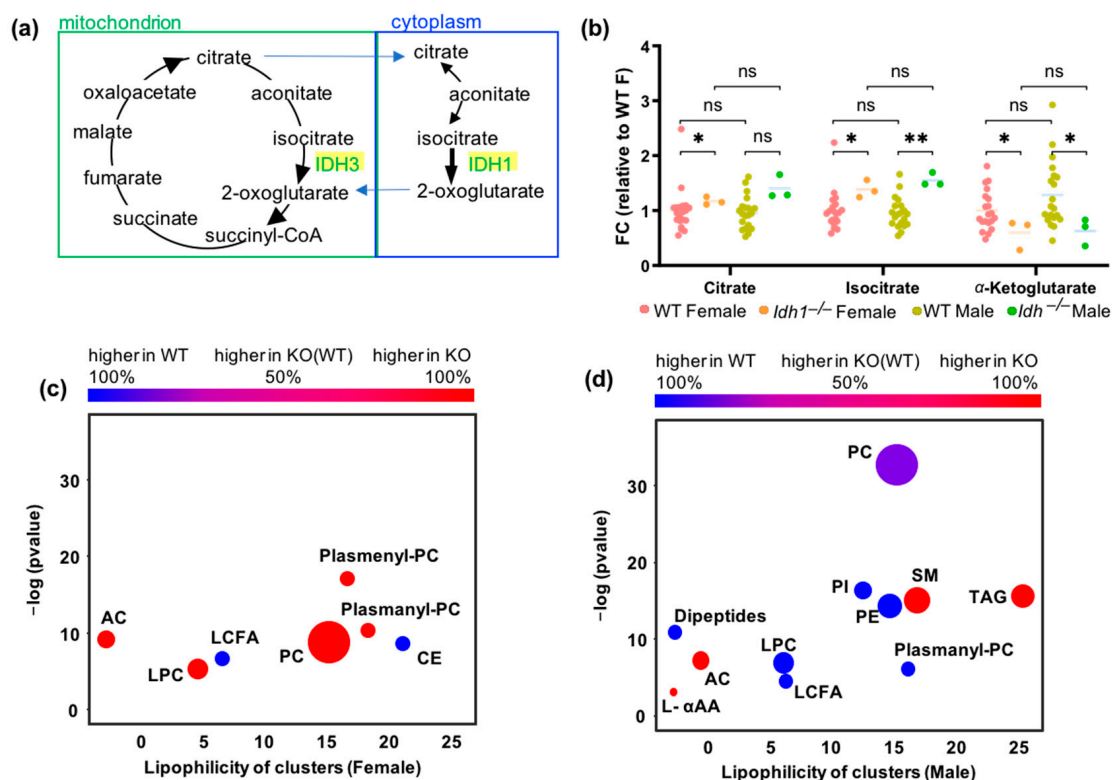 (a)
mitochondrion
cytoplasm
citrate
citrate
oxaloacetate
aconitate
aconitate
malate
isocitrate
isocitrate
IDH3
IDH1
fumarate
2-oxoglutarate
2-oxoglutarate
succinate
succinyl-CoA
(b)
FC (relative to WT F)
4
3
2
1
0
ns
ns
ns
ns
ns
ns
*
ns
*
**
*
*
Citrate
Isocitrate
α-Ketoglutarate
WT Female
Idh1−/− Female
WT Male
Idh−/− Male
(c)
higher in WT
higher in KO(WT)
higher in KO
100%
50%
100%
−log (pvalue)
30
20
10
0
Plasmenyl-PC
Plasmanyl-PC
AC
LCFA
LPC
PC
CE
0
5
15
15
20
25
Lipophilicity of clusters (Female)
(d)
higher in WT
higher in KO(WT)
higher in KO
100%
50%
100%
−log (pvalue)
30
20
10
0
PC
PI
SM
PE
TAG
Dipeptides
LPC
Plasmanyl-PC
AC
LCFA
L- αAA
0
5
15
15
20
25
Lipophilicity of clusters (Male)